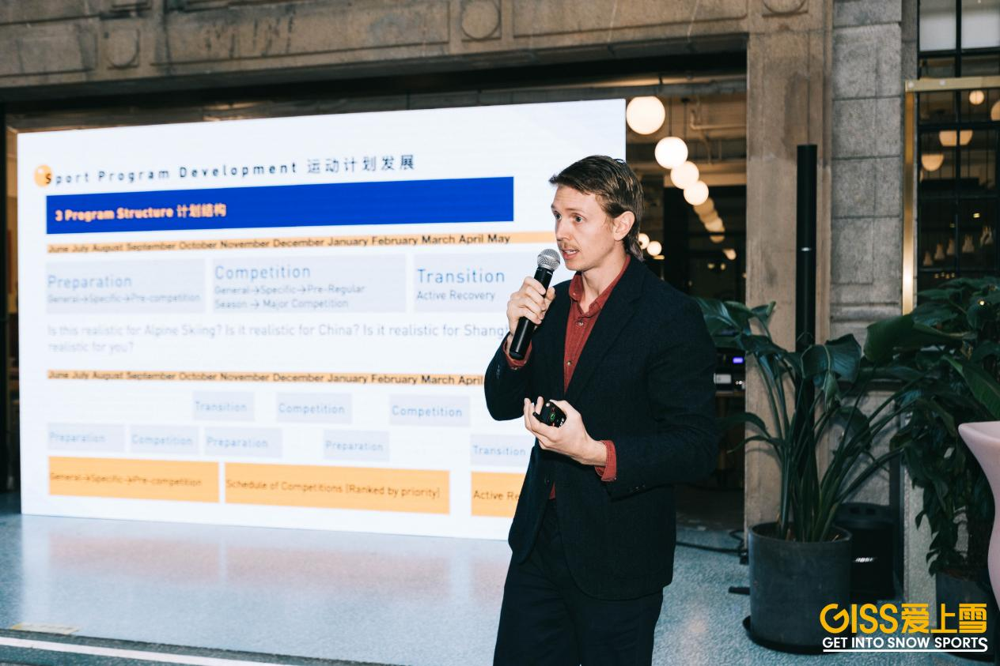 Sport Program Development 运动计划发展
3 Program Structure 计划结构
June July August September October November December January February March April May
Preparation
General→Specific→Pre-competition
Competition
General→Specific→Pre-Regular
Season → Major Competition
Transition
Active Recovery
Is this realistic for Alpine Skiing? Is it realistic for China? Is it realistic for
realistic for you?
June July August September October November December January February March April
Transition
Competition
Competition
Preparation
Competition
Preparation
Preparation
Transition
General→Specific→Pre-competition
Schedule of Competitions (Ranked by priority)
Active
GISS爱上雪
GET INTO SNOW SPORTS